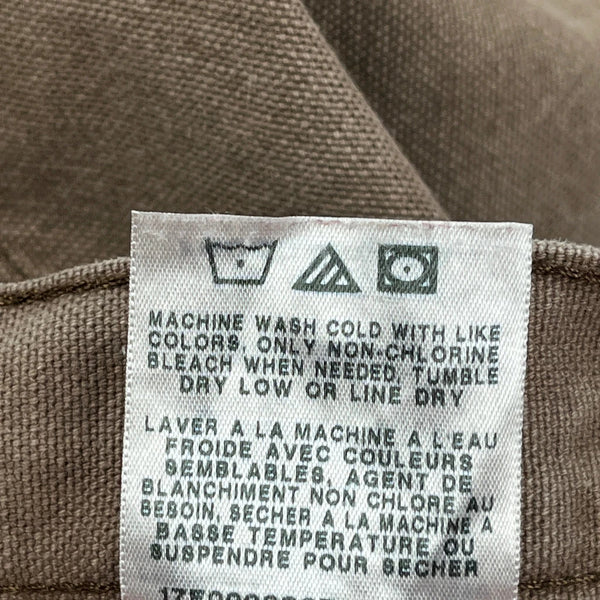 MACHINE WASH COLD WITH LIKE
COLORS, ONLY NON-CHLORINE
BLEACH WHEN NEEDED, TUMBLE
DRY LOW OR LINE DRY
LAVER A LA MACHINE A L'EAU
FROIDE AVEC COULEURS
SEMBLABLES, AGENT DE
BLANCHIMENT NON CHLORE AU
BESOIN, SECHER A LA MACHINE A
BASSE TEMPERATURE OU
SUSPENDRE POUR SECHER